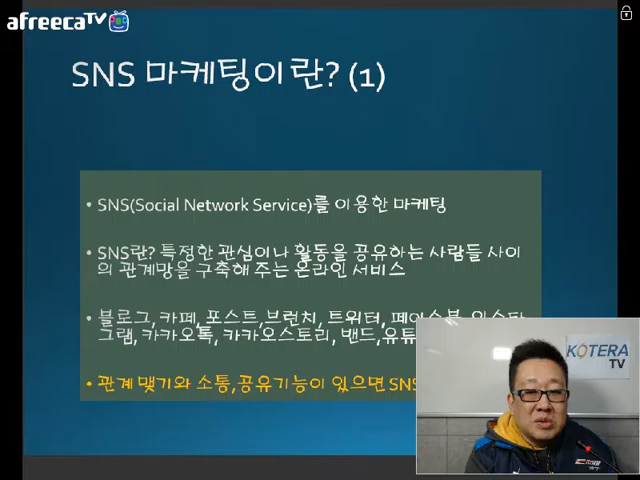 afreecaTV
SNS 마케팅이란? (1)
• SNS(Social Network Service)를 이용한 마케팅
• SNS란? 특정한 관심이나 활동을 공유하는 사람들 사이
의 관계망을 구축해 주는 온라인 서비스
• 블로그, 카페, 포스트,브런치, 트위터, 페이스북, 인스타
그램, 카카오톡, 카카오스토리, 밴드,유튜
• 관계 맺기와 소통,공유기능이 있으면 SNS
KOTERA
TV